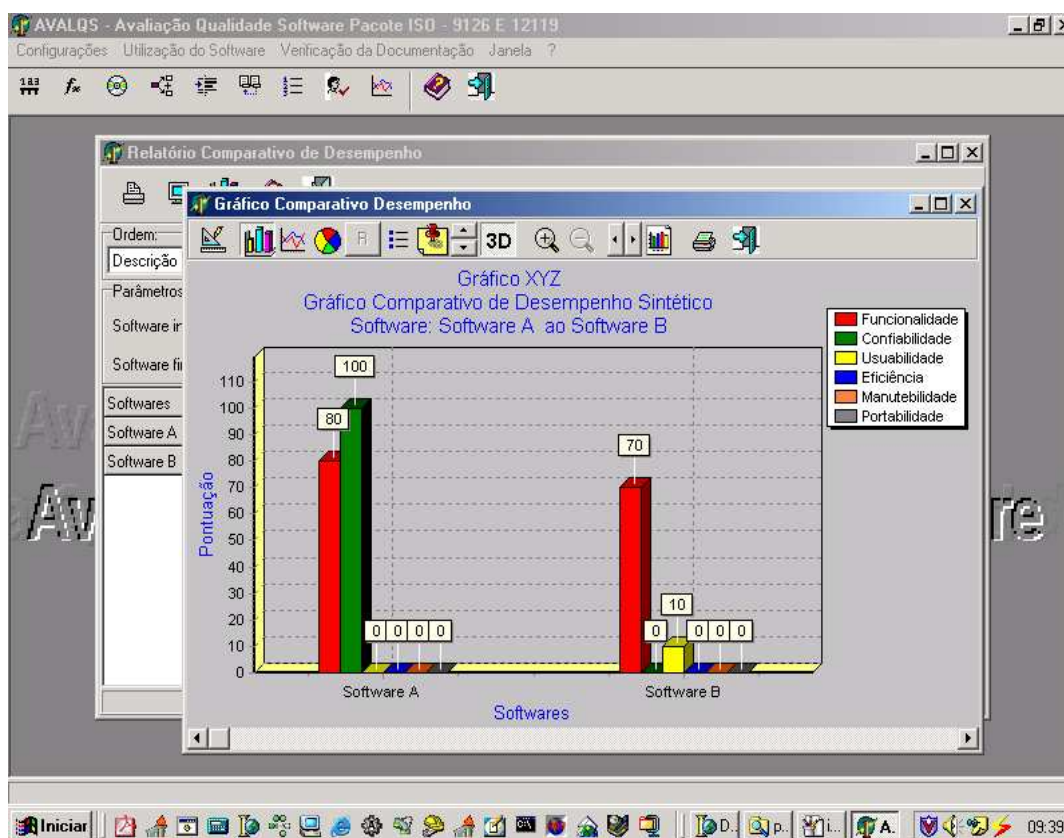 AVALQS - Avaliação Qualidade Software Pacote ISO - 9126 E 12119
Configurações Utilização do Software Verificação da Documentação Janela ?
Relatório Comparativo de Desempenho
Gráfico Comparativo Desempenho
Ordem:
Descrição
Parâmetros
Software
Software
Softwares
Software A
Software B
R
3D
Gráfico XYZ
Gráfico Comparativo de Desempenho Sintético
Software: Software A ao Software B
Funcionalidade
Confiabilidade
Usuabilidade
Eficiência
Manutebilidade
Portabilidade
Pontuação
110
100
90
80
70
60
50
40
30
20
10
0
80
100
0 0 0 0
70
0
10
0 0 0
Software A Software B
Softwares
Iniciar
D..
p..
i...
A.